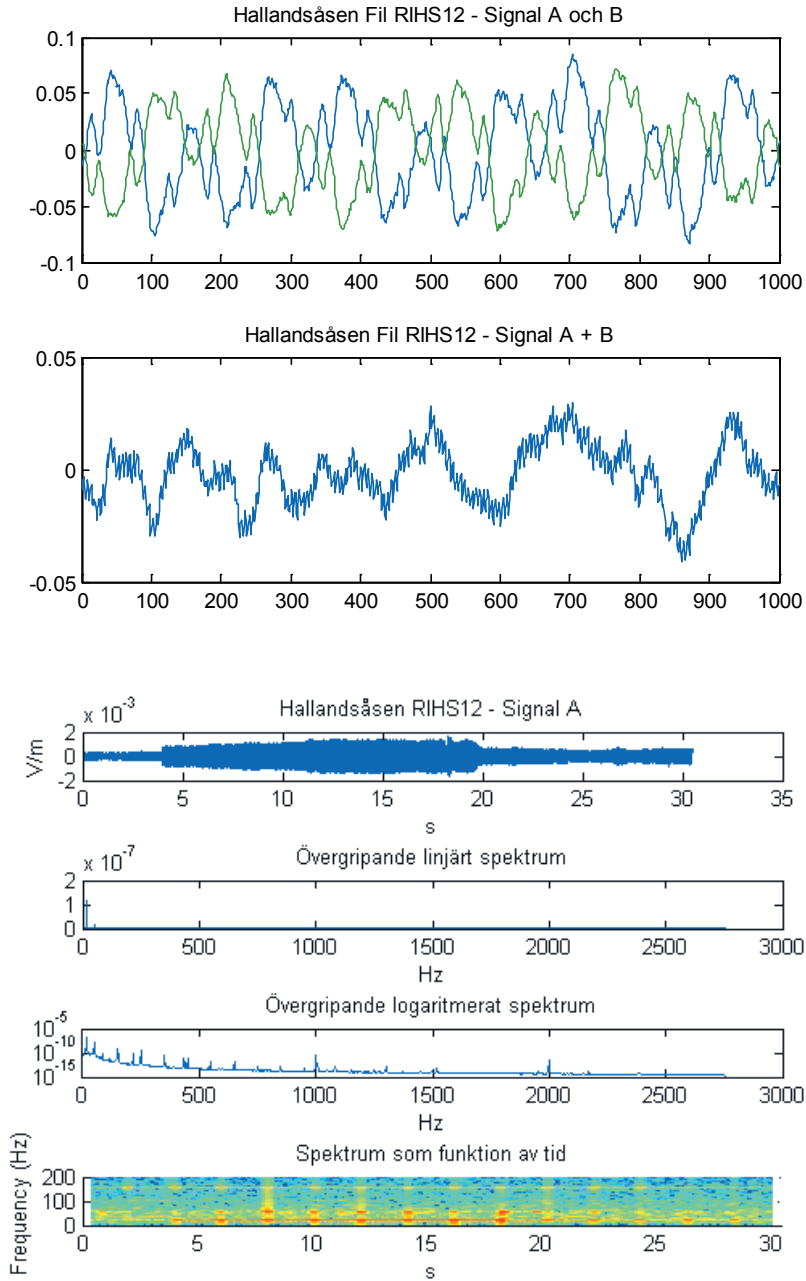 Hallandsåsen Fil RIHS12 - Signal A och B
0.1
0.05
0
-0.05
-0.1
0 100 200 300 400 500 600 700 800 900 1000
Hallandsåsen Fil RIHS12 - Signal A + B
0.05
0
-0.05
0 100 200 300 400 500 600 700 800 900 1000
x 10-3
Hallandsåsen RIHS12 - Signal A
V/m
2
0
-2
0 5 10 15 20 25 30 35
s
x 10-7
Övergripande linjärt spektrum
2
1
0
0 500 1000 1500 2000 2500 3000
Hz
Övergripande logaritmerat spektrum
10-5
10-10
10-15
0 500 1000 1500 2000 2500 3000
Hz
Spektrum som funktion av tid
Frequency (Hz)
200
100
0
0 5 10 15 20 25 30
s